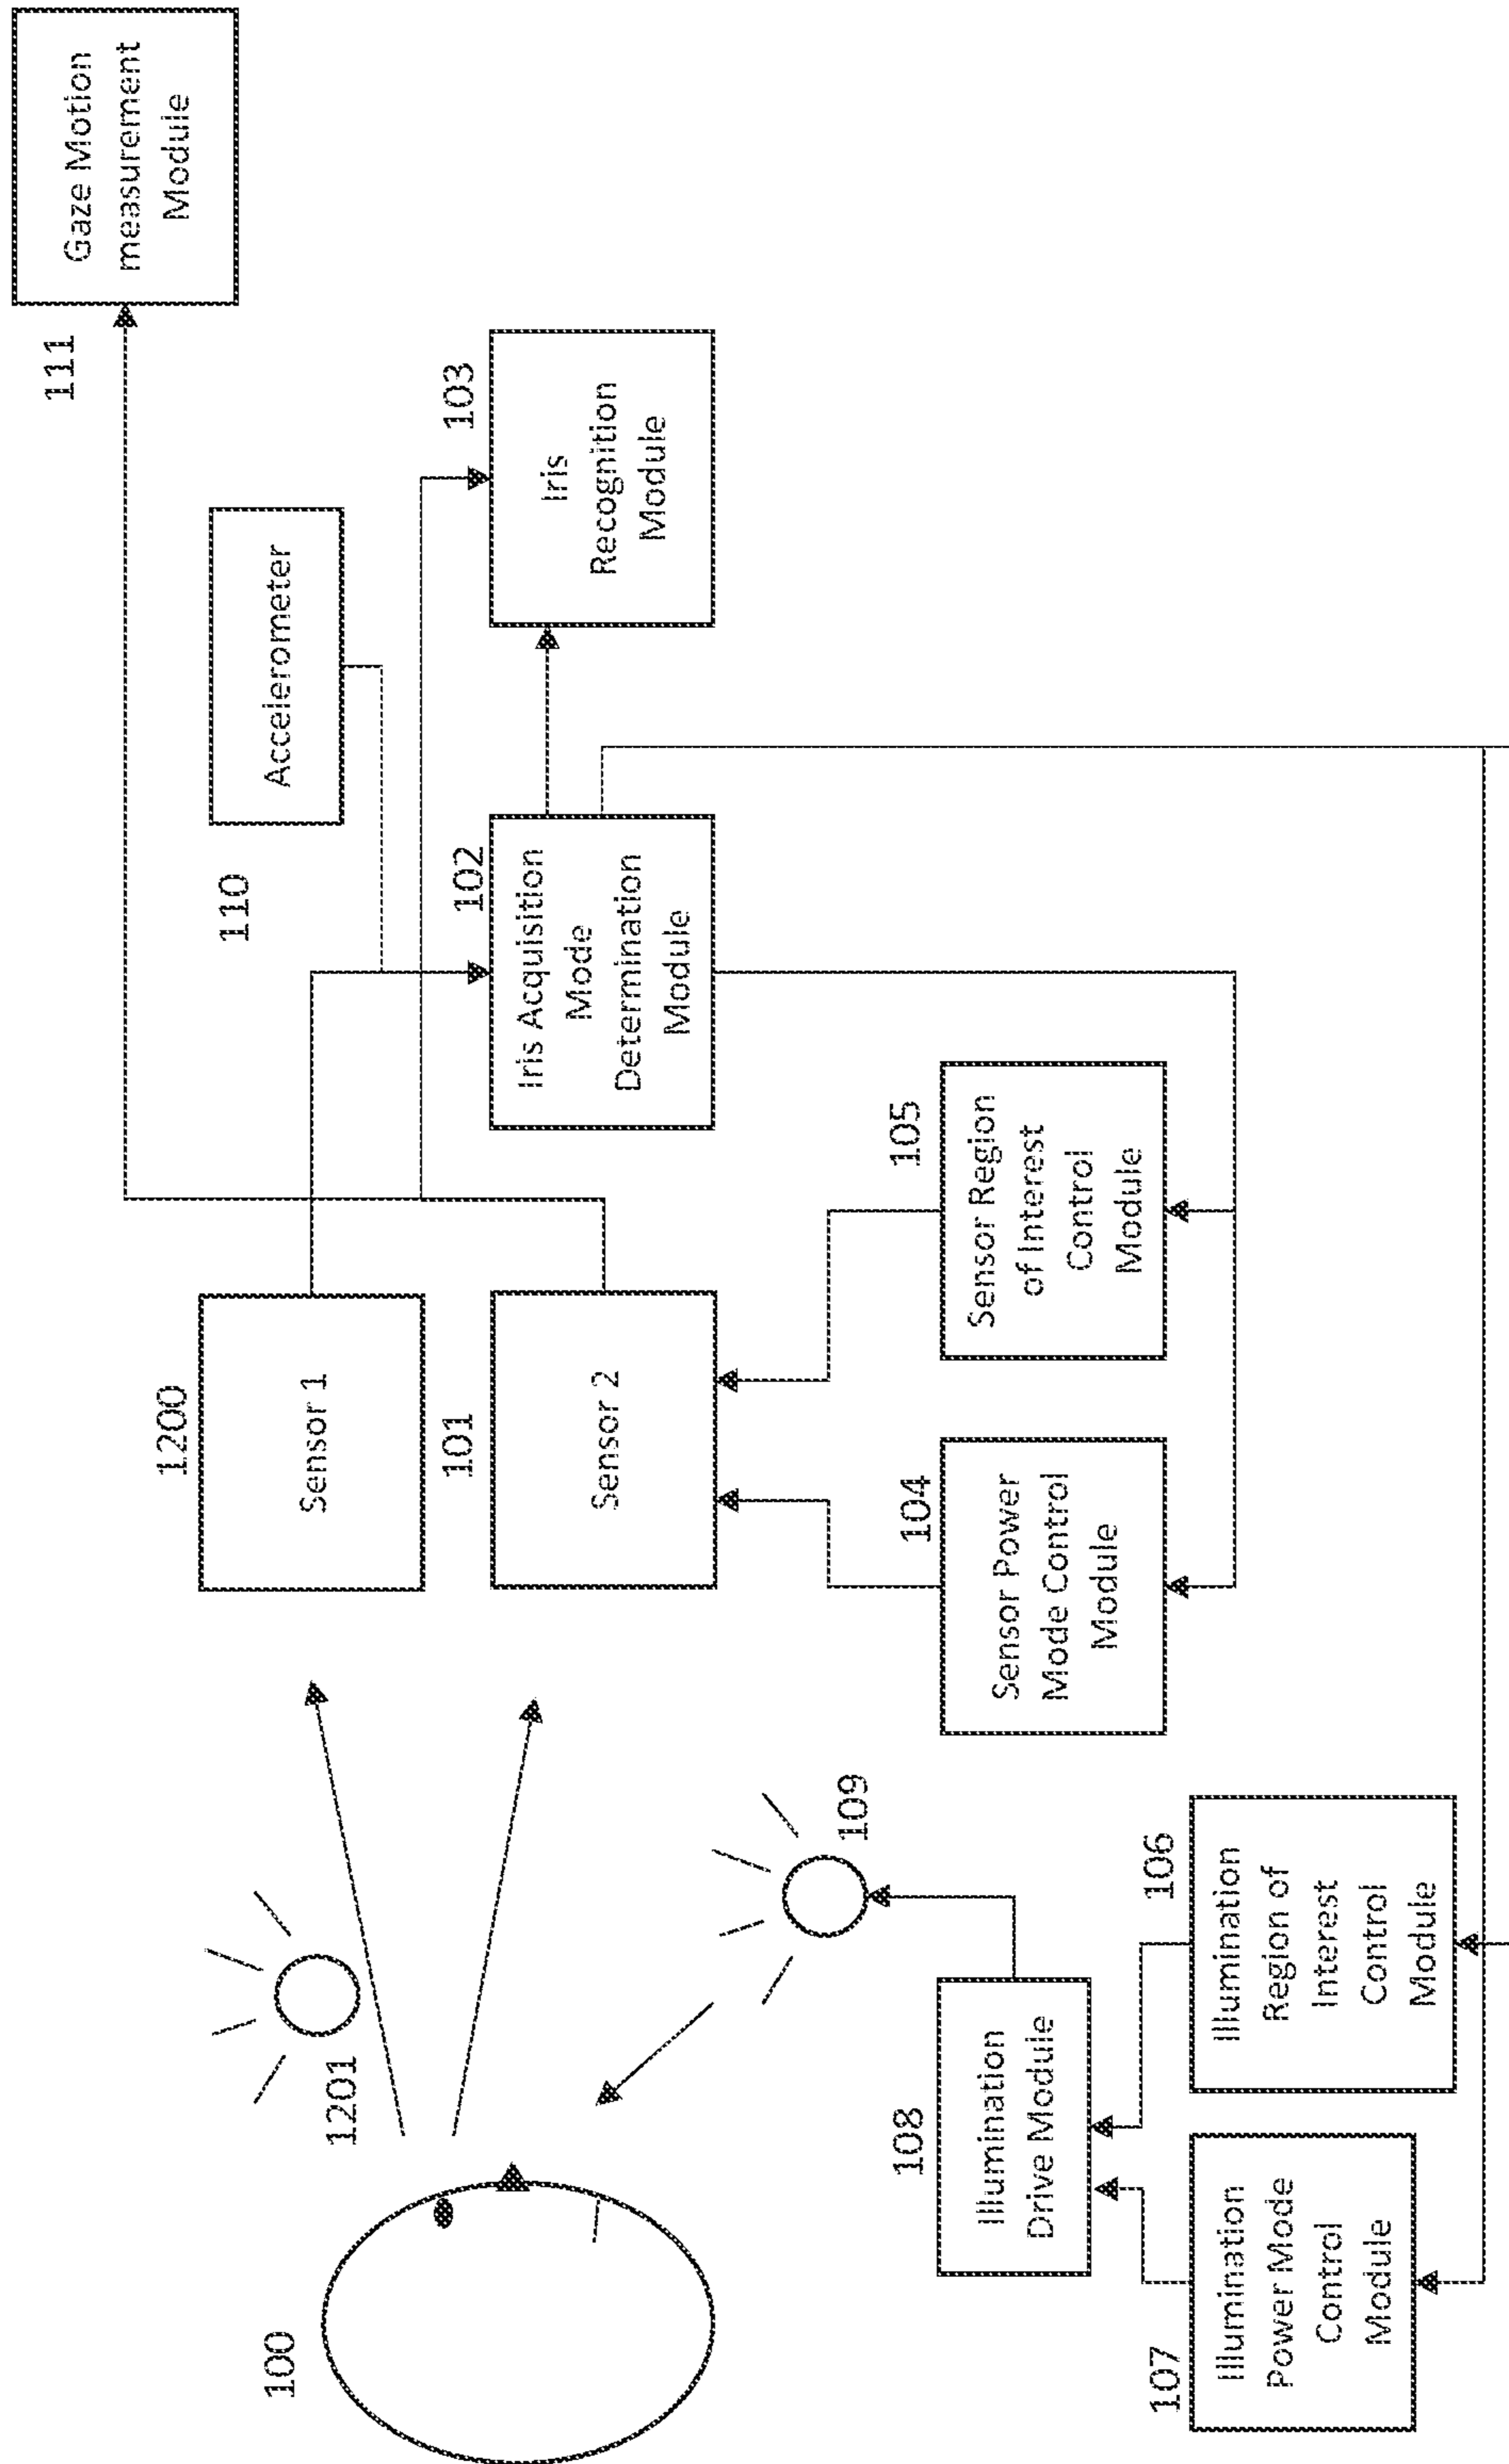 100
1201
1200
Sensor 1
101
Sensor 2
110
Accelerometer
111
Gaze Motion
measurement
Module
102
Iris Acquisition
Mode
Determination
Module
103
Iris
Recognition
Module
109
104
Sensor Power
Mode Control
Module
105
Sensor Region
of Interest
Control
Module
108
Illumination
Drive Module
107
Illumination
Power Mode
Control
Module
106
Illumination
Region of
Interest
Control
Module